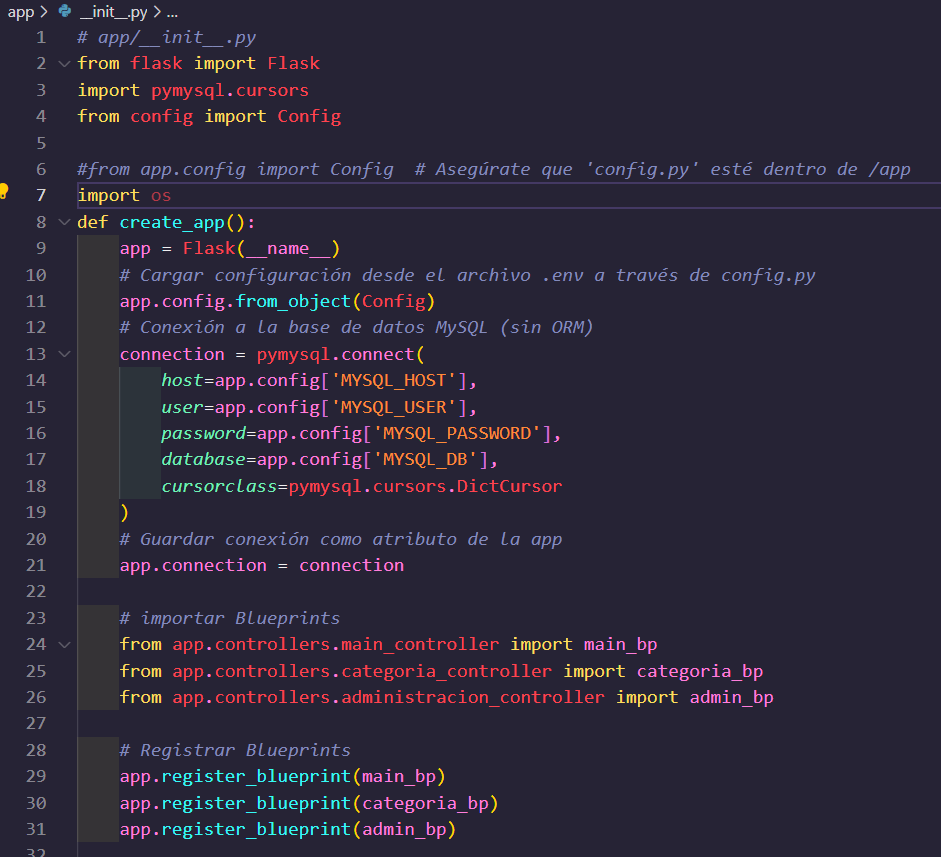 app > __init__.py > ...
1 # app/__init__.py
2 from flask import Flask
3 import pymysql.cursors
4 from config import Config
5
6 #from app.config import Config  # Asegúrate que 'config.py' esté dentro de /app
7 import os
8 def create_app():
9     app = Flask(__name__)
10     # Cargar configuración desde el archivo .env a través de config.py
11     app.config.from_object(Config)
12     # Conexión a la base de datos MySQL (sin ORM)
13     connection = pymysql.connect(
14         host=app.config['MYSQL_HOST'],
15         user=app.config['MYSQL_USER'],
16         password=app.config['MYSQL_PASSWORD'],
17         database=app.config['MYSQL_DB'],
18         cursorclass=pymysql.cursors.DictCursor
19     )
20     # Guardar conexión como atributo de la app
21     app.connection = connection
22
23     # importar Blueprints
24     from app.controllers.main_controller import main_bp
25     from app.controllers.categoria_controller import categoria_bp
26     from app.controllers.administracion_controller import admin_bp
27
28     # Registrar Blueprints
29     app.register_blueprint(main_bp)
30     app.register_blueprint(categoria_bp)
31     app.register_blueprint(admin_bp)
32